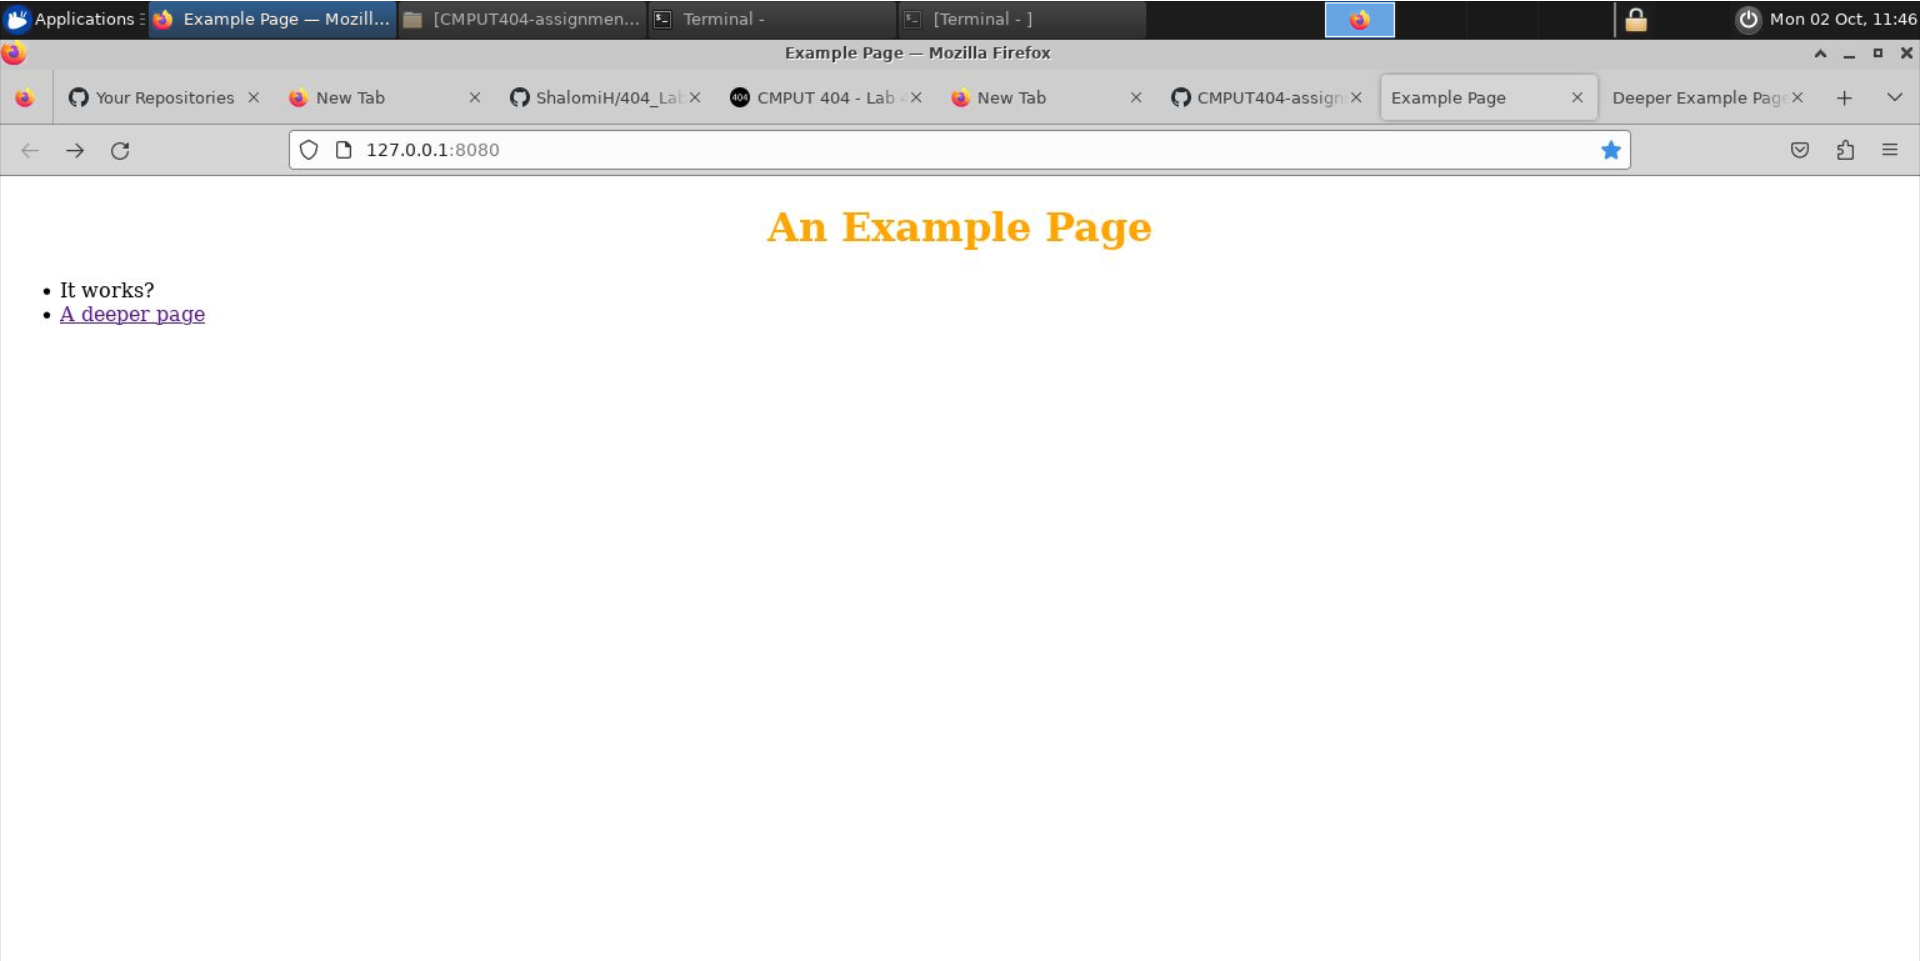 Applications
Example Page — Mozill...
[CMPUT404-assignmen...
Terminal -
[Terminal - ]
Mon 02 Oct, 11:46
Example Page — Mozilla Firefox
Your Repositories
New Tab
ShalomiH/404_Lab
404
CMPUT 404 - Lab
New Tab
CMPUT404-assign
Example Page
Deeper Example Page
127.0.0.1:8080
An Example Page
• It works?
• A deeper page